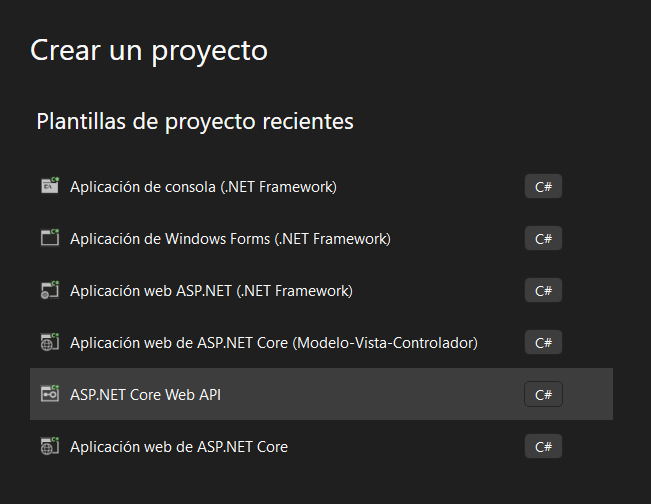 Crear un proyecto
Plantillas de proyecto recientes
Aplicación de consola (.NET Framework) C#
Aplicación de Windows Forms (.NET Framework) C#
Aplicación web ASP.NET (.NET Framework) C#
Aplicación web de ASP.NET Core (Modelo-Vista-Controlador) C#
ASP.NET Core Web API C#
Aplicación web de ASP.NET Core C#